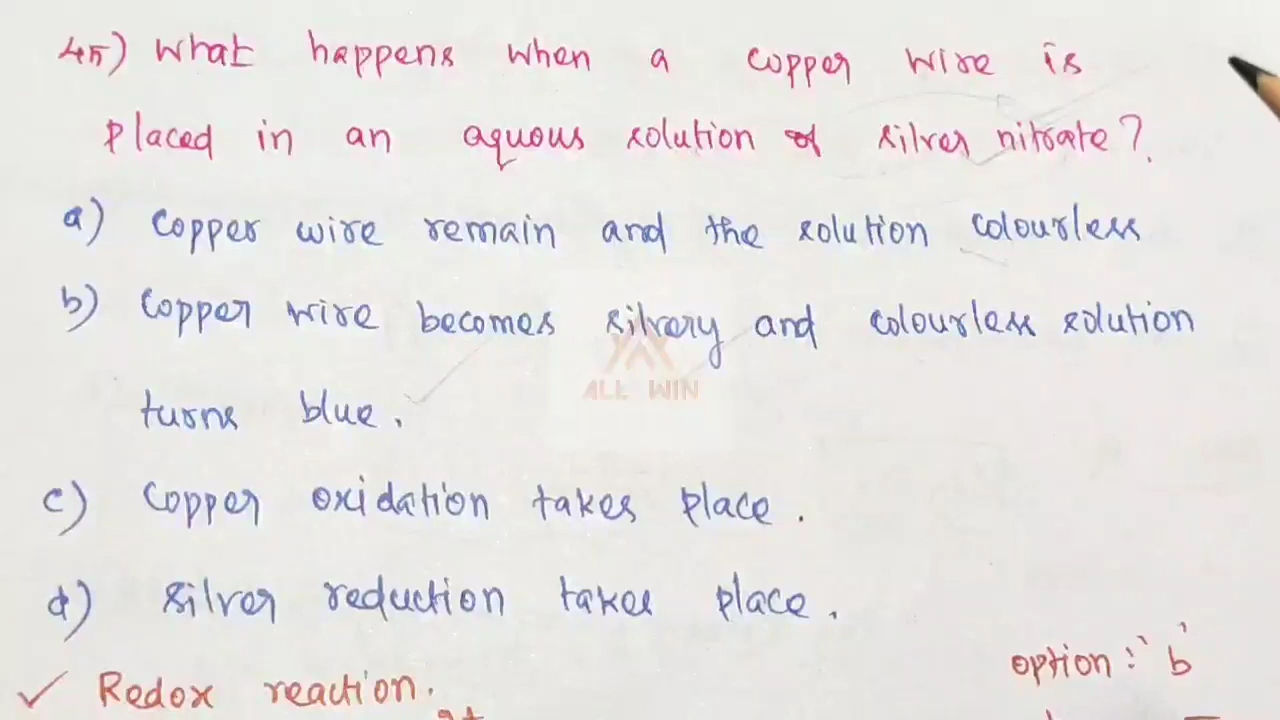 45) What happens when a copper wire is
placed in an aquous solution of silver nitrate?
a) Copper wire remain and the solution colourless
b) Copper wire becomes silvery and colourless solution
turns blue.
ALL WIN
c) Copper oxidation takes place.
d) Silver reduction takes place.
option : 'b'
✓ Redox reaction.